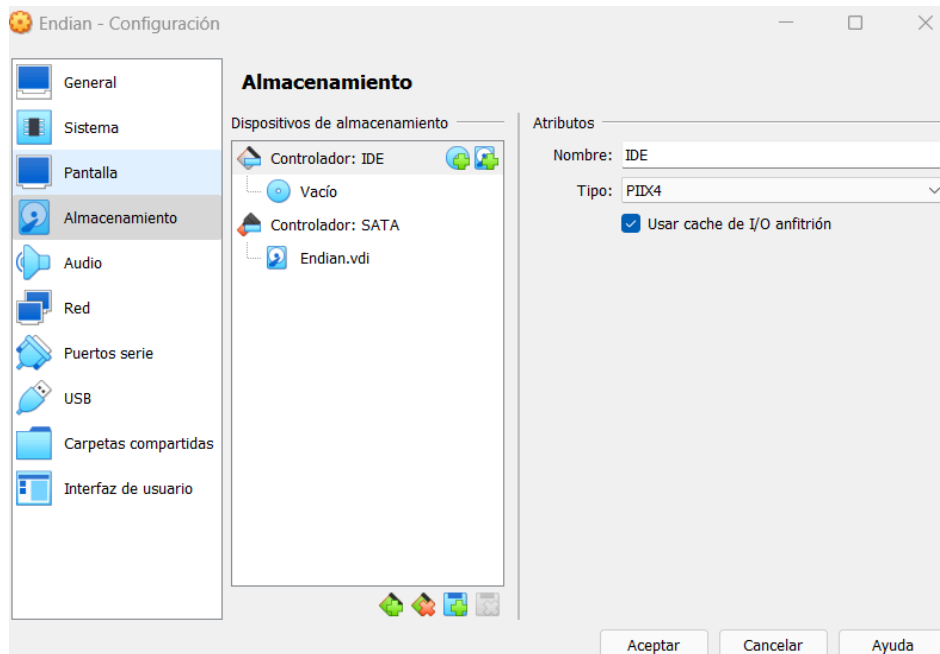 Endian - Configuración
General
Sistema
Pantalla
Almacenamiento
Audio
Red
Puertos serie
USB
Carpetas compartidas
Interfaz de usuario
Almacenamiento
Dispositivos de almacenamiento
Controlador: IDE
Vacío
Controlador: SATA
Endian.vdi
Atributos
Nombre: IDE
Tipo: PIIX4
Usar cache de I/O anfitrión
Aceptar Cancelar Ayuda